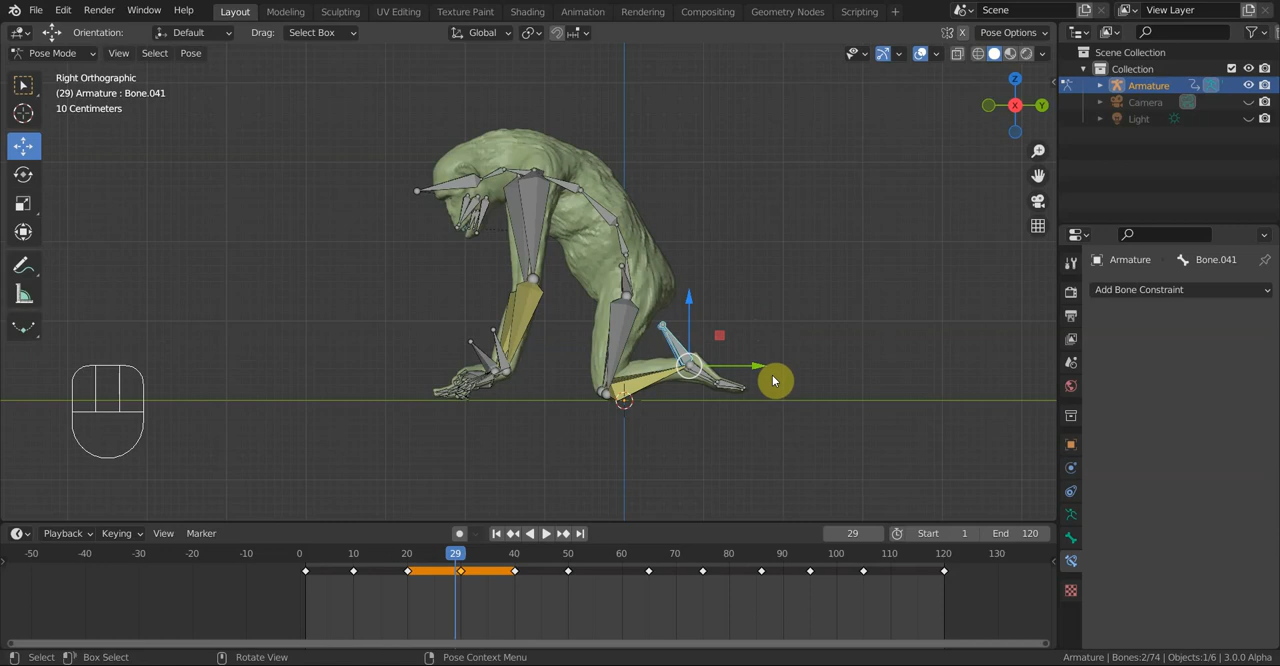 File Edit Render Window Help Layout Modeling Sculpting UV Editing Texture Paint Shading Animation Rendering Compositing Geometry Nodes Scripting + Scene View Layer
Orientation: Default Drag: Select Box Global X Pose Options
Pose Mode View Select Pose
Right Orthographic
(29) Armature : Bone.041
10 Centimeters
Z
Y
X
Scene Collection
Collection
Armature
Camera
Light
Armature Bone.041
Add Bone Constraint
Playback Keying View Marker 29 Start 1 End 120
-50 -40 -30 -20 -10 0 10 20 29 40 50 60 70 80 90 100 110 120 130
Select Box Select Rotate View Pose Context Menu Armature | Bones:2/74 | Objects:1/6 | 3.0.0 Alpha